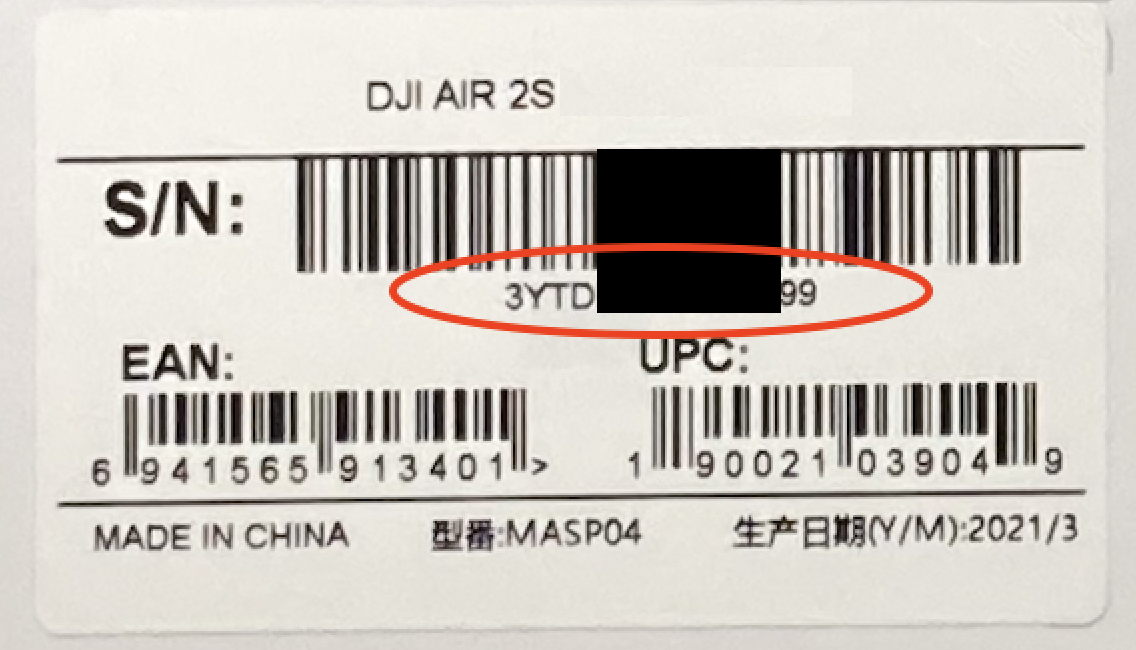 DJI AIR 2S
S/N:
3YTD 99
EAN:
6 941565 913401 >
UPC:
1 90021 03904 9
MADE IN CHINA 型番:MASP04 生产日期(Y/M):2021/3